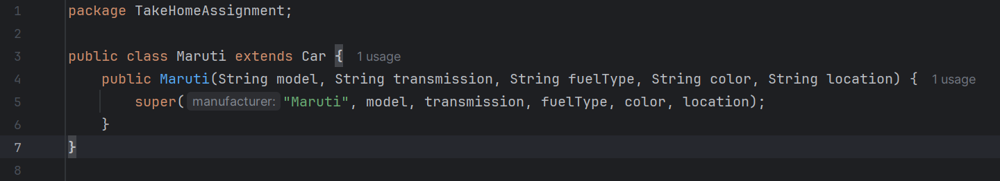 1 package TakeHomeAssignment;
2
3 public class Maruti extends Car { 1 usage
4 public Maruti(String model, String transmission, String fuelType, String color, String location) { 1 usage
5 super( manufacturer: "Maruti", model, transmission, fuelType, color, location);
6 }
7 }
8